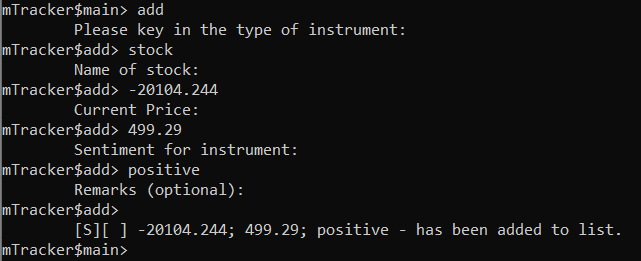 mTracker$main> add
Please key in the type of instrument:
mTracker$add> stock
Name of stock:
mTracker$add> -20104.244
Current Price:
mTracker$add> 499.29
Sentiment for instrument:
mTracker$add> positive
Remarks (optional):
mTracker$add>
[S][ ] -20104.244; 499.29; positive - has been added to list.
mTracker$main>